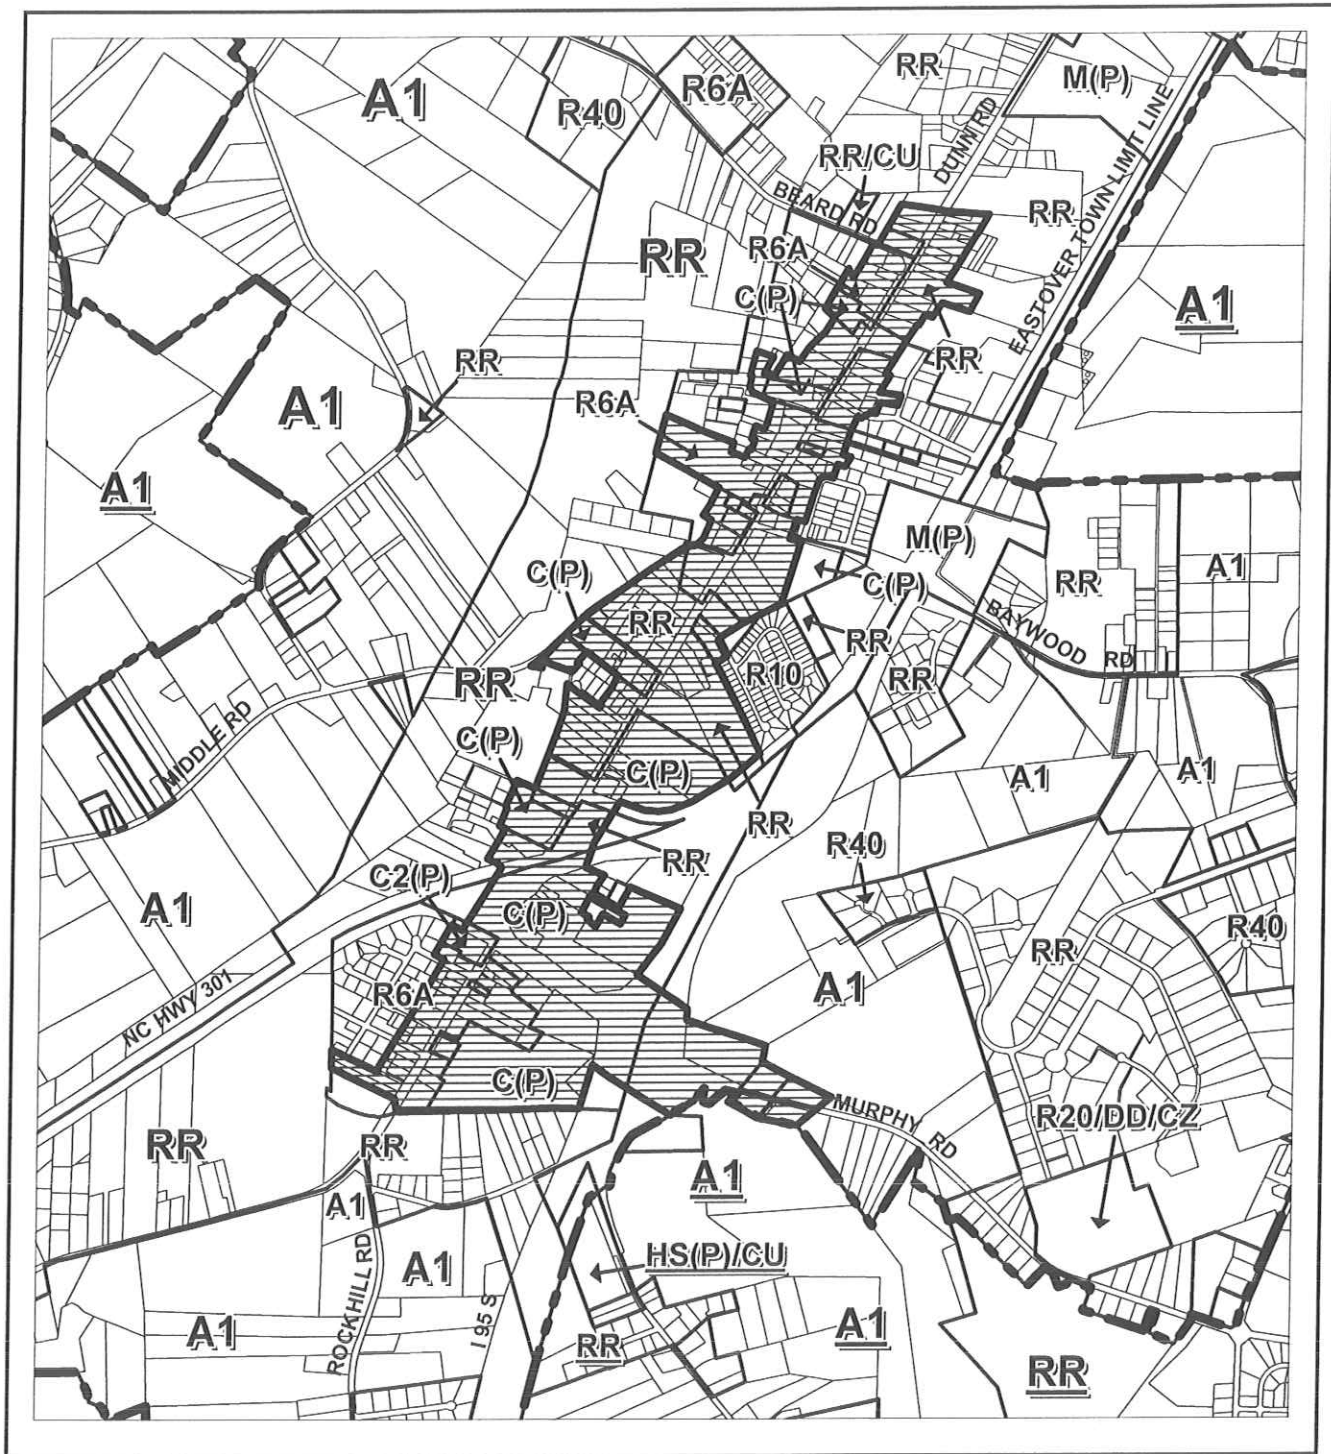 RR
M(P)
A1
R6A
R40
DUNN RD
EASTOVER TOWN LIMIT LINE
RR/CU
BEARD RD
RR
RR
R6A
C(P)
A1
RR
RR
A1
R6A
A1
M(P)
C(P)
C(P)
RR
A1
BAYWOOD RD
RR
RR
R10
RR
RR
MIDDLE RD
C(P)
C(P)
A1
A1
RR
R40
RR
C2(P)
A1
C(P)
R40
RR
R6A
A1
NC HWY 301
C(P)
MURPHY RD
R20/DD/CZ
RR
RR
A1
A1
HS(P)/CU
A1
ROCKHILL RD
I 95 S
A1
RR
A1
RR